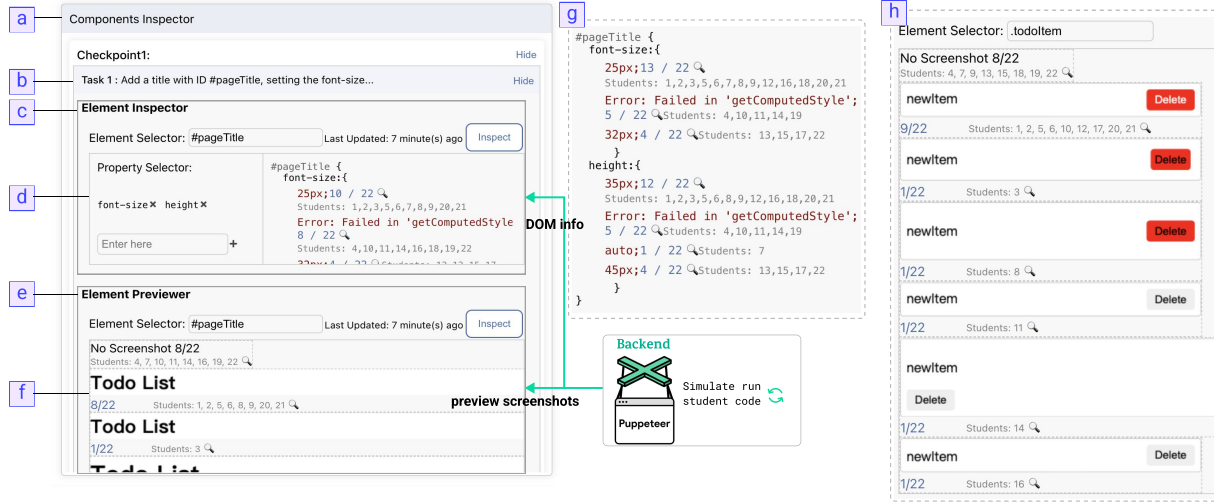 a
Components Inspector
Checkpoint1:
Hide
b
Task 1 : Add a title with ID #pageTitle, setting the font-size...
Hide
c
Element Inspector
Element Selector: #pageTitle Last Updated: 7 minute(s) ago Inspect
d
Property Selector:
font-size✖ height✖
Enter here +
#pageTitle {
font-size:{
25px;10 / 22
Students: 1,2,3,5,6,7,8,9,20,21
Error: Failed in 'getComputedStyle
8 / 22
Students: 4,10,11,14,16,18,19,22
32px;4 / 22 Students: 12,13,15,17
e
Element Previewer
Element Selector: #pageTitle Last Updated: 7 minute(s) ago Inspect
No Screenshot 8/22
Students: 4, 7, 10, 11, 14, 16, 19, 22
f
Todo List
8/22 Students: 1, 2, 5, 6, 8, 9, 20, 21
Todo List
1/22 Students: 3
Todo List
DOM info
preview screenshots
g
#pageTitle {
font-size:{
25px;13 / 22
Students: 1,2,3,5,6,7,8,9,12,16,18,20,21
Error: Failed in 'getComputedStyle';
5 / 22 Students: 4,10,11,14,19
32px;4 / 22 Students: 13,15,17,22
}
height:{
35px;12 / 22
Students: 1,2,3,5,6,8,9,12,16,18,20,21
Error: Failed in 'getComputedStyle';
5 / 22 Students: 4,10,11,14,19
auto;1 / 22 Students: 7
45px;4 / 22 Students: 13,15,17,22
}
}
Backend
Simulate run
student code
Puppeteer
h
Element Selector: .todoItem
No Screenshot 8/22
Students: 4, 7, 9, 13, 15, 18, 19, 22
newItem Delete
9/22 Students: 1, 2, 5, 6, 10, 12, 17, 20, 21
newItem Delete
1/22 Students: 3
newItem Delete
1/22 Students: 8
newItem Delete
1/22 Students: 11
newItem
Delete
1/22 Students: 14
newItem Delete
1/22 Students: 16